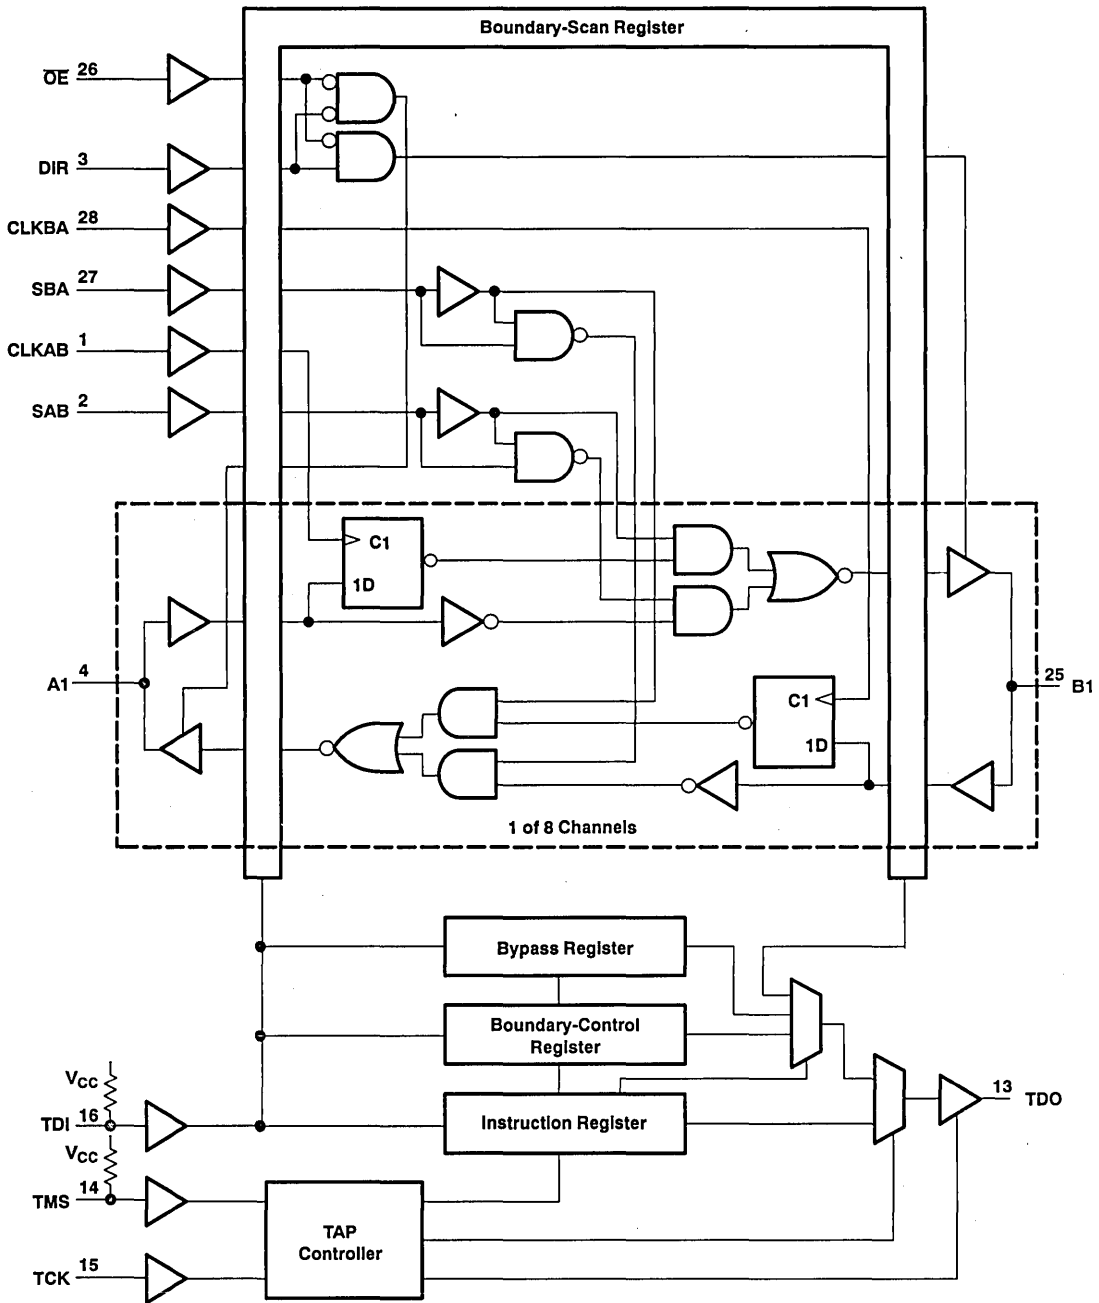 Boundary-Scan Register
O̅E̅ 26
DIR 3
CLKBA 28
SBA 27
CLKAB 1
SAB 2
C1
1D
A1 4
C1
1D
25 B1
1 of 8 Channels
Bypass Register
Boundary-Control
Register
VCC
TDI 16
Instruction Register
13 TDO
VCC
TMS 14
TAP
Controller
TCK 15